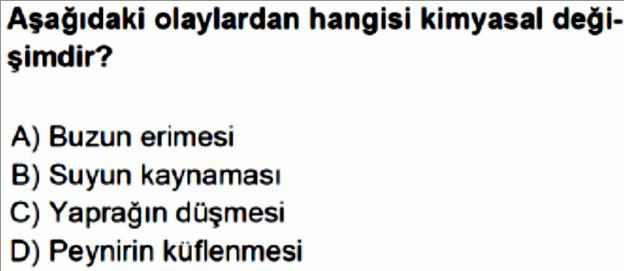 Aşağıdaki olaylardan hangisi kimyasal deği-
şimdir?
A) Buzun erimesi
B) Suyun kaynaması
C) Yaprağın düşmesi
D) Peynirin küflenmesi